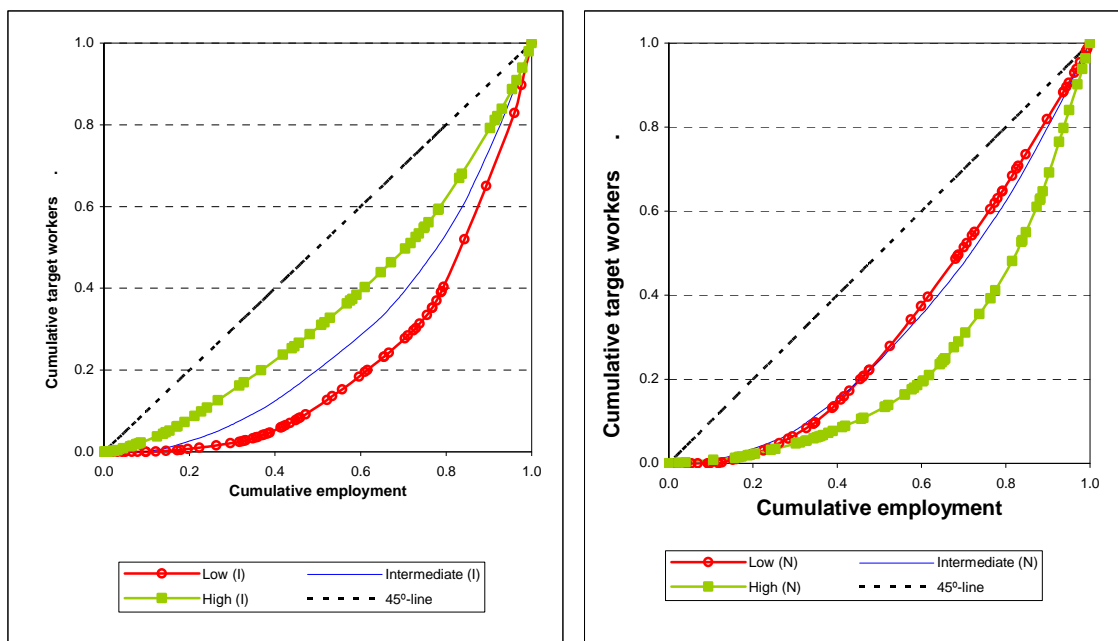 1.0
0.8
0.6
0.4
0.2
0.0
Cumulative target workers .
0.0 0.2 0.4 0.6 0.8 1.0
Cumulative employment
Low (I) Intermediate (I)
High (I) 45º-line
1.0
0.8
0.6
0.4
0.2
0.0
Cumulative target workers .
0.0 0.2 0.4 0.6 0.8 1.0
Cumulative employment
Low (N) Intermediate (N)
High (N) 45º-line